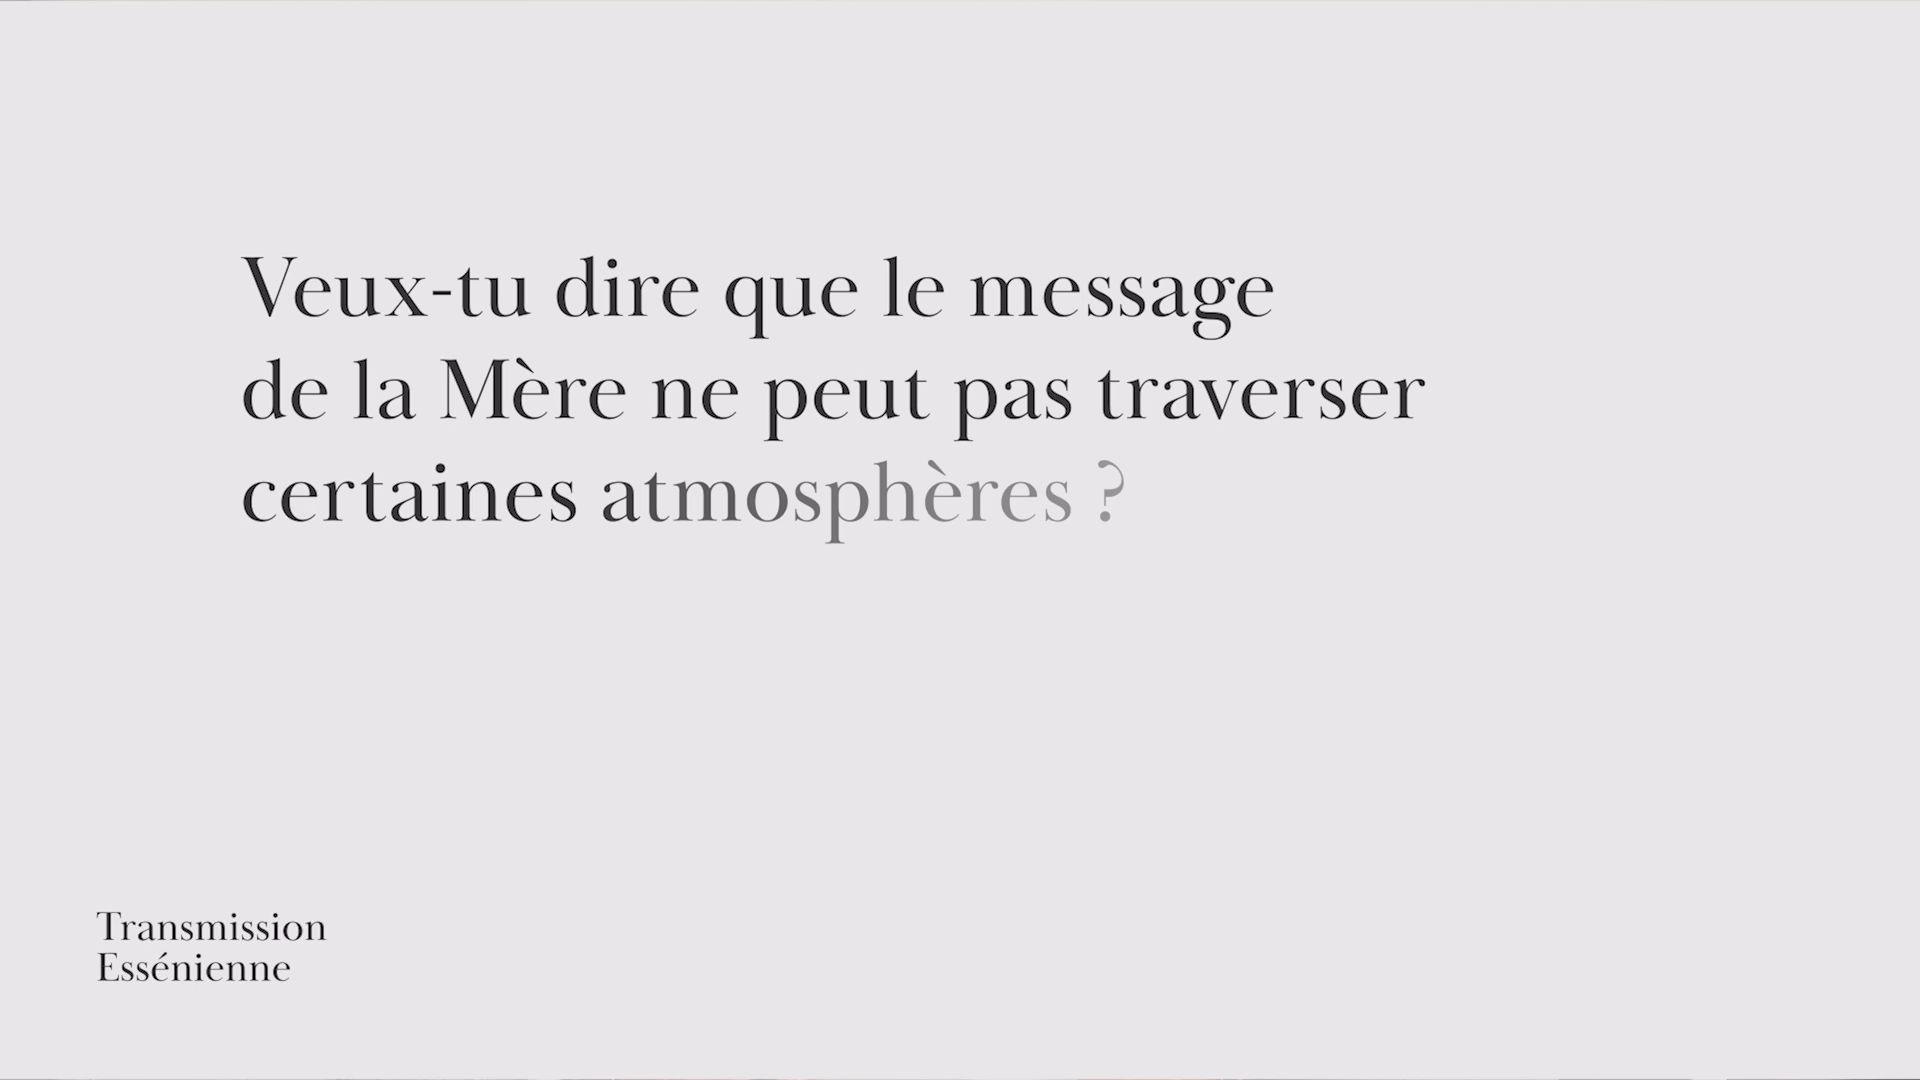 Veux-tu dire que le message
de la Mère ne peut pas traverser
certaines atmosphères ?
Transmission
Essénienne